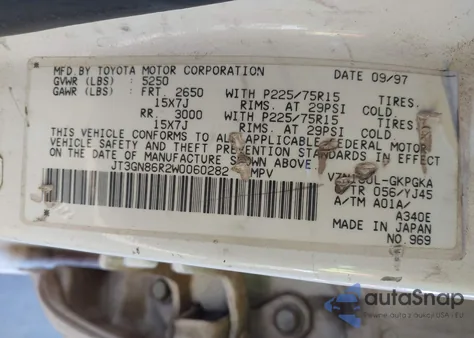 MFD BY TOYOTA MOTOR CORPORATION DATE 09/97
GVWR (LBS) : 5250
GAWR (LBS) : FRT. 2650 WITH P225/75R15 TIRES.
15X7J RIMS. AT 29PSI COLD.
RR. 3000 WITH P225/75R15 TIRES.
15X7J RIMS. AT 29PSI COLD.
THIS VEHICLE CONFORMS TO ALL APPLICABLE FEDERAL MOTOR
VEHICLE SAFETY AND THEFT PREVENTION STANDARDS IN EFFECT
ON THE DATE OF MANUFACTURE SHOWN ABOVE.
JT3GN86R2W0060282 MPV
-GKPGKA
/TR 056/YJ45
A/TM A01A/
A340E
MADE IN JAPAN
NO.969
autoSnap